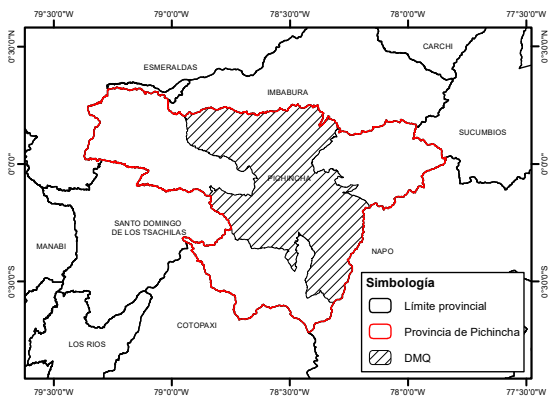 79°30'0"W 79°0'0"W 78°30'0"W 78°0'0"W 77°30'0"W
0°30'0"N 0°30'0"N
CARCHI
ESMERALDAS
IMBABURA
SUCUMBIOS
0°0'0" 0°0'0"
PICHINCHA
SANTO DOMINGO
DE LOS TSACHILAS
MANABI
NAPO
0°30'0"S 0°30'0"S
Simbología
Límite provincial
Provincia de Pichincha
DMQ
COTOPAXI
LOS RIOS
79°30'0"W 79°0'0"W 78°30'0"W 78°0'0"W 77°30'0"W